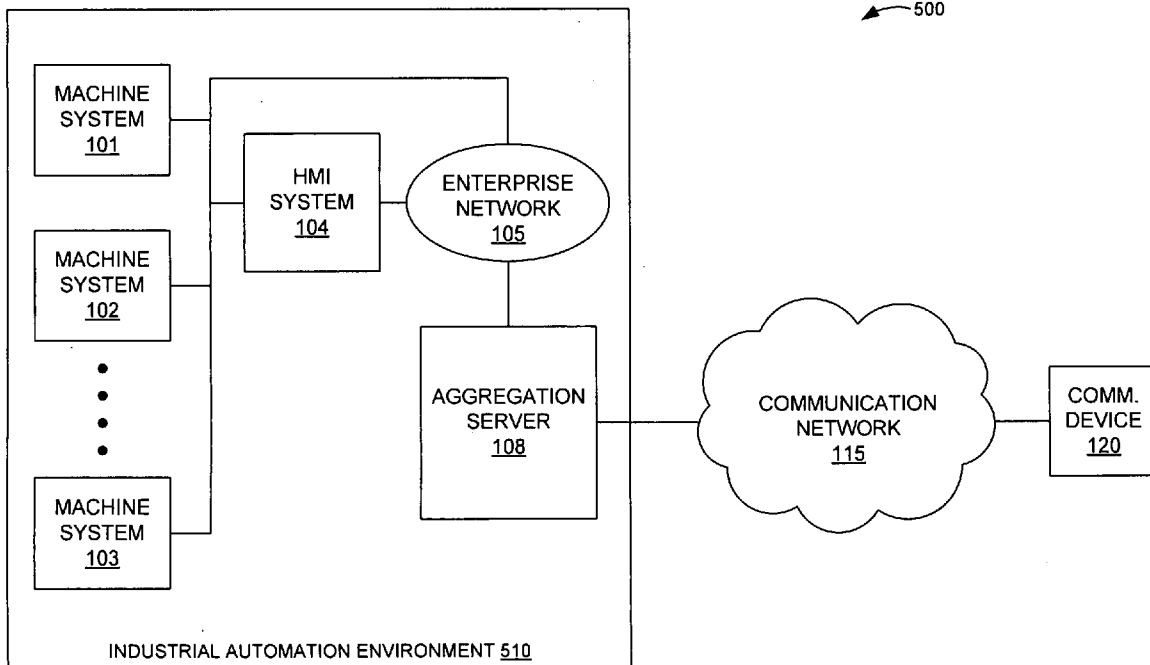 500
MACHINE
SYSTEM
101
HMI
SYSTEM
104
ENTERPRISE
NETWORK
105
MACHINE
SYSTEM
102
AGGREGATION
SERVER
108
COMMUNICATION
NETWORK
115
COMM.
DEVICE
120
MACHINE
SYSTEM
103
INDUSTRIAL AUTOMATION ENVIRONMENT 510